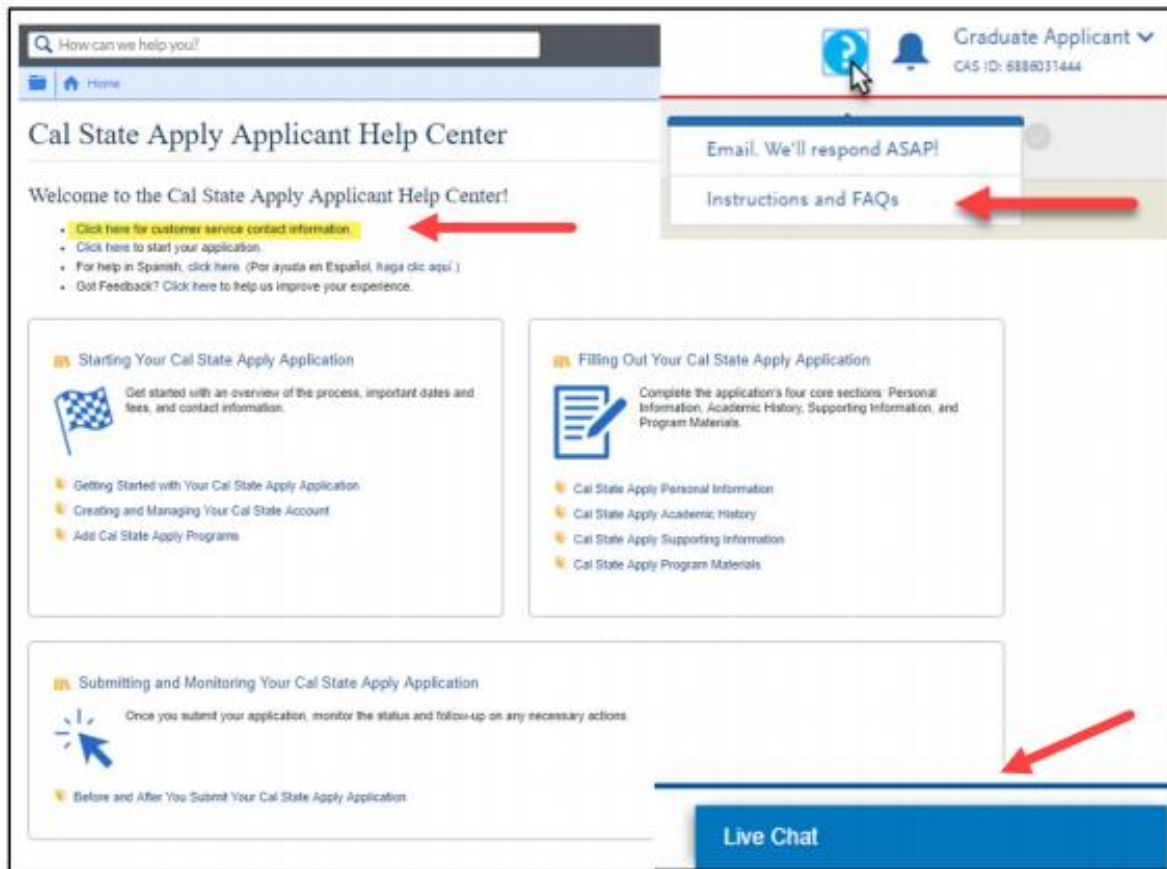 How can we help you?
Graduate Applicant
CAS ID: 6886031444
Home
Cal State Apply Applicant Help Center
Email. We'll respond ASAP!
Instructions and FAQs
Welcome to the Cal State Apply Applicant Help Center!
Click here for customer service contact information.
Click here to start your application.
For help in Spanish, click here. (Por ayuda en Español, haga clic aquí.)
Got Feedback? Click here to help us improve your experience.
Starting Your Cal State Apply Application
Get started with an overview of the process, important dates and
fees, and contact information.
Getting Started with Your Cal State Apply Application
Creating and Managing Your Cal State Account
Add Cal State Apply Programs
Filling Out Your Cal State Apply Application
Complete the application's four core sections: Personal
Information, Academic History, Supporting Information, and
Program Materials.
Cal State Apply Personal Information
Cal State Apply Academic History
Cal State Apply Supporting Information
Cal State Apply Program Materials
Submitting and Monitoring Your Cal State Apply Application
Once you submit your application, monitor the status and follow-up on any necessary actions.
Before and After You Submit Your Cal State Apply Application
Live Chat